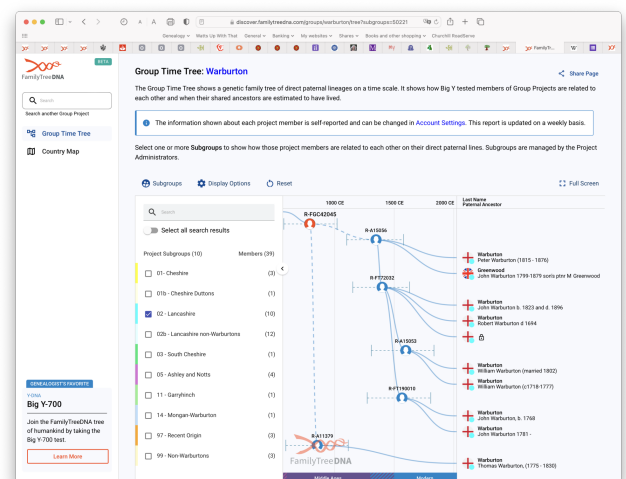 discover.familytreedna.com/groups/warburton/tree?subgroups=50221
Genealogy
Warbs What's That
General
Banking
My websites
Shares
Books and other shopping
Churchill ReadServe
FamilyTr...
W
FamilyTreeDNA
BETA
Search
Search another Group Project
Group Time Tree
Country Map
GENEALOGIST'S FAVORITE
Y-DNA
Big Y-700
Join the FamilyTreeDNA tree
of humankind by taking the
Big Y-700 test.
Learn More
Group Time Tree: Warburton
Share Page
The Group Time Tree shows a genetic family tree of direct paternal lineages on a time scale. It shows how Big Y tested members of Group Projects are related to
each other and when their shared ancestors are estimated to have lived.
The information shown about each project member is self-reported and can be changed in Account Settings. This report is updated on a weekly basis.
Select one or more Subgroups to show how those project members are related to each other on their direct paternal lines. Subgroups are managed by the Project
Administrators.
Subgroups
Display Options
Reset
Full Screen
Search
Select all search results
Project Subgroups (10)
Members (39)
01- Cheshire (3)
01b - Cheshire Duttons (1)
02 - Lancashire (10)
02b - Lancashire non-Warburtons (12)
03 - South Cheshire (1)
05 - Ashley and Notts (4)
11 - Garryhinch (1)
14 - Mongan-Warburton (1)
97 - Recent Origin (3)
99 - Non-Warburtons (3)
1000 CE
1500 CE
2000 CE
Last Name
Paternal Ancestor
R-FGC42045
R-A15056
R-FT72032
R-A15053
R-FT190010
R-A11379
Warburton
Peter Warburton (1815 - 1876)
Greenwood
John Warburton 1799-1879 son/s ptnr M Greenwood
Warburton
John Warburton b. 1823 and d. 1896
Warburton
Robert Warburton d 1694
Warburton
William Warburton (married 1802)
Warburton
William Warburton (c1718-1777)
Warburton
John Warburton, b. 1768
Warburton
John Warburton 1781 -
Warburton
Thomas Warburton, (1775 - 1830)
FamilyTreeDNA
Middle Ages
Modern